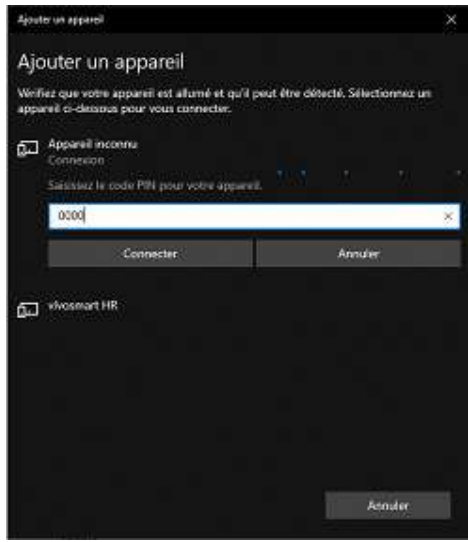 Ajouter un appareil
Ajouter un appareil
Vérifiez que votre appareil est allumé et qu'il peut être détecté. Sélectionnez un
appareil ci-dessous pour vous connecter.
Appareil inconnu
Connexion
Saisissez le code PIN pour votre appareil.
0000
Connecter
Annuler
vivosmart HR
Annuler